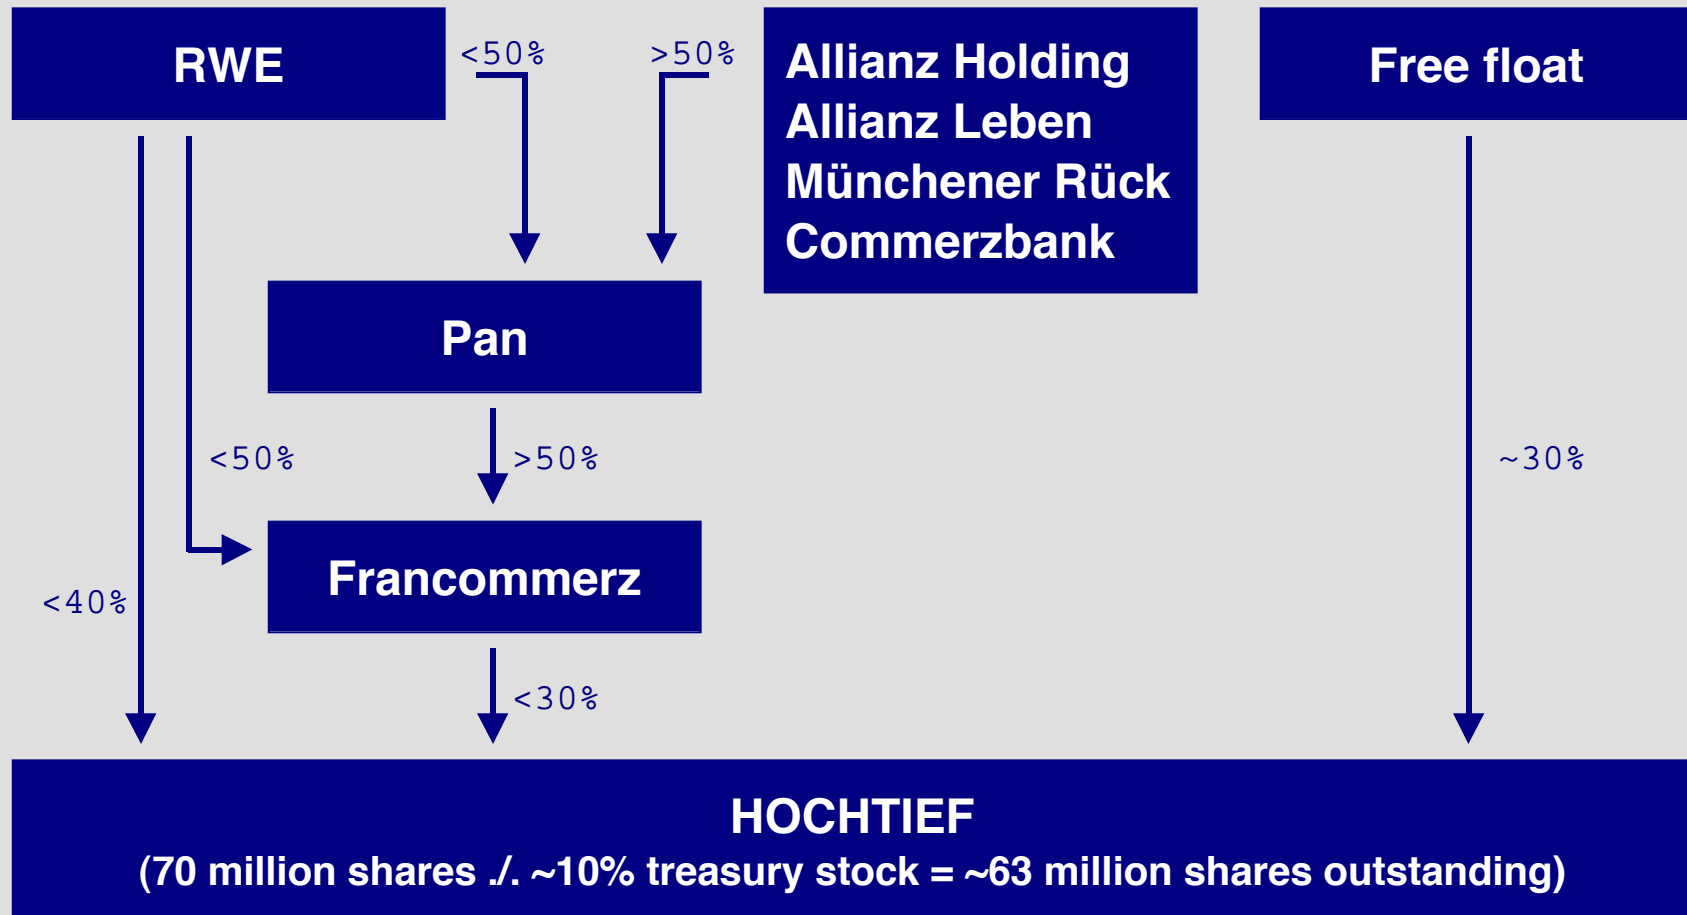 RWE
<50%
>50%
Allianz Holding
Allianz Leben
Münchener Rück
Commerzbank
Free float
Pan
<50%
>50%
~30%
Francommerz
<40%
<30%
HOCHTIEF
(70 million shares ./. ~10% treasury stock = ~63 million shares outstanding)